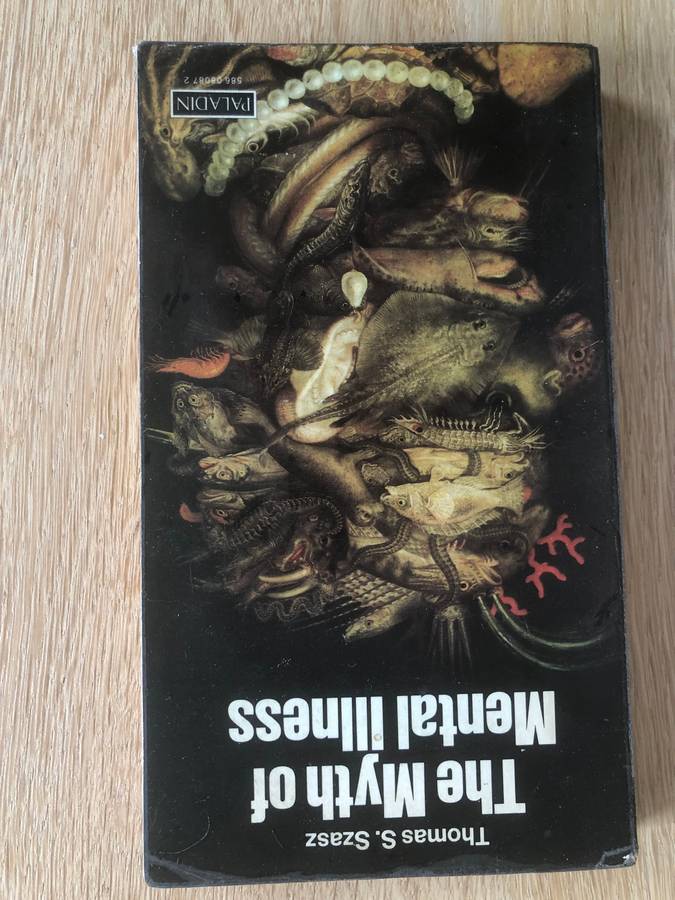 Thomas S. Szasz
The Myth of
Mental illness
PALADIN
586 08087 2